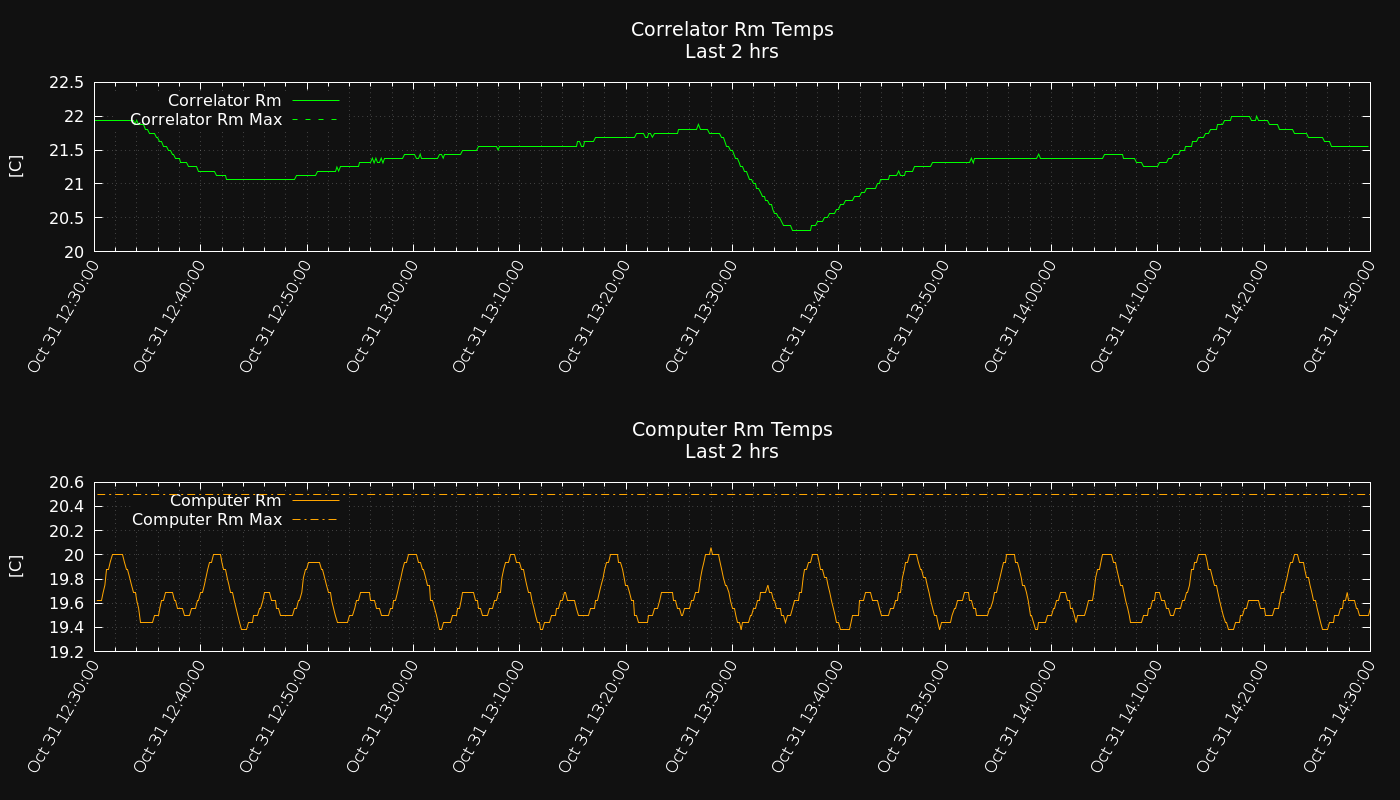 Correlator Rm Temps
Last 2 hrs
22.5
22
21.5
21
20.5
20
[C]
Correlator Rm
Correlator Rm Max
Oct 31 12:30:00
Oct 31 12:40:00
Oct 31 12:50:00
Oct 31 13:00:00
Oct 31 13:10:00
Oct 31 13:20:00
Oct 31 13:30:00
Oct 31 13:40:00
Oct 31 13:50:00
Oct 31 14:00:00
Oct 31 14:10:00
Oct 31 14:20:00
Oct 31 14:30:00
Computer Rm Temps
Last 2 hrs
20.6
20.4
20.2
20
19.8
19.6
19.4
19.2
[C]
Computer Rm
Computer Rm Max
Oct 31 12:30:00
Oct 31 12:40:00
Oct 31 12:50:00
Oct 31 13:00:00
Oct 31 13:10:00
Oct 31 13:20:00
Oct 31 13:30:00
Oct 31 13:40:00
Oct 31 13:50:00
Oct 31 14:00:00
Oct 31 14:10:00
Oct 31 14:20:00
Oct 31 14:30:00